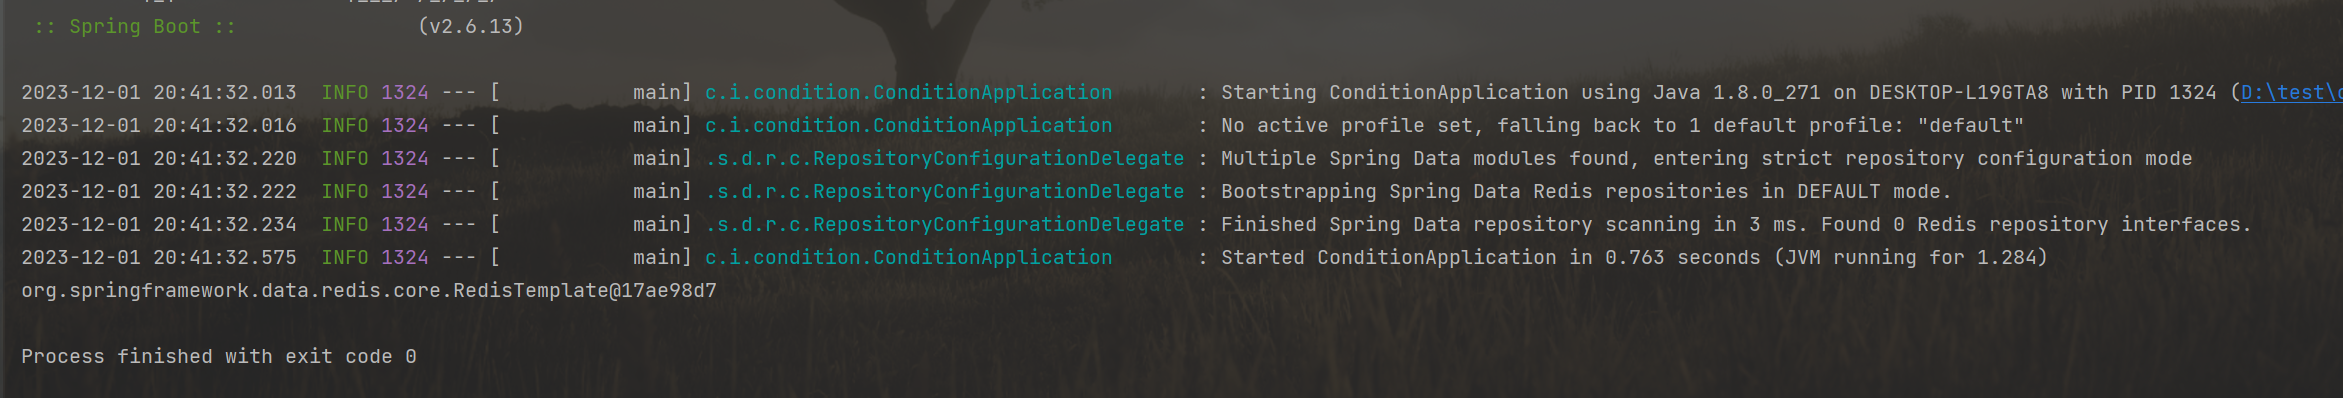 :: Spring Boot ::               (v2.6.13)
2023-12-01 20:41:32.013  INFO 1324 --- [           main] c.i.condition.ConditionApplication       : Starting ConditionApplication using Java 1.8.0_271 on DESKTOP-L19GTA8 with PID 1324 (D:\test\
2023-12-01 20:41:32.016  INFO 1324 --- [           main] c.i.condition.ConditionApplication       : No active profile set, falling back to 1 default profile: "default"
2023-12-01 20:41:32.220  INFO 1324 --- [           main] .s.d.r.c.RepositoryConfigurationDelegate : Multiple Spring Data modules found, entering strict repository configuration mode
2023-12-01 20:41:32.222  INFO 1324 --- [           main] .s.d.r.c.RepositoryConfigurationDelegate : Bootstrapping Spring Data Redis repositories in DEFAULT mode.
2023-12-01 20:41:32.234  INFO 1324 --- [           main] .s.d.r.c.RepositoryConfigurationDelegate : Finished Spring Data repository scanning in 3 ms. Found 0 Redis repository interfaces.
2023-12-01 20:41:32.575  INFO 1324 --- [           main] c.i.condition.ConditionApplication       : Started ConditionApplication in 0.763 seconds (JVM running for 1.284)
org.springframework.data.redis.core.RedisTemplate@17ae98d7
Process finished with exit code 0